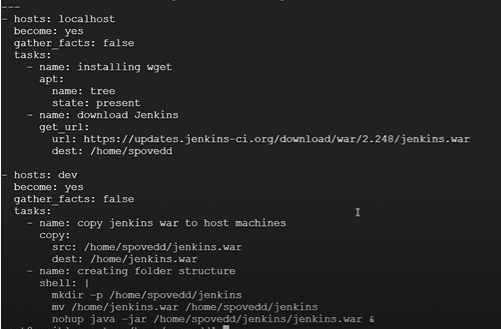 ---
- hosts: localhost
  become: yes
  gather_facts: false
  tasks:
    - name: installing wget
      apt:
        name: tree
        state: present
    - name: download Jenkins
      get_url:
        url: https://updates.jenkins-ci.org/download/war/2.248/jenkins.war
        dest: /home/spovedd
- hosts: dev
  become: yes
  gather_facts: false
  tasks:
    - name: copy jenkins war to host machines
      copy:
        src: /home/spovedd/jenkins.war
        dest: /home/jenkins.war
    - name: creating folder structure
      shell: |
        mkdir -p /home/spovedd/jenkins
        mv /home/jenkins.war /home/spovedd/jenkins
        nohup java -jar /home/spovedd/jenkins/jenkins.war &